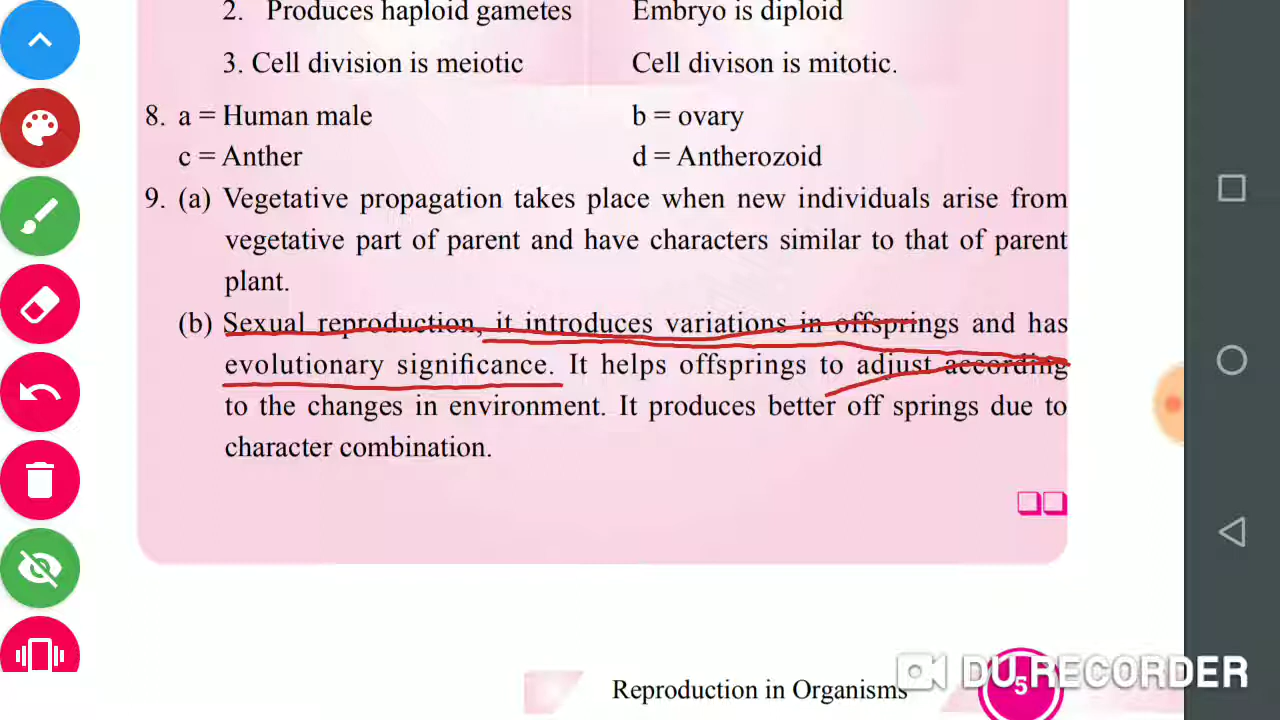 2. Produces haploid gametes Embryo is diploid
3. Cell division is meiotic Cell divison is mitotic.
8. a = Human male b = ovary
c = Anther d = Antherozoid
9. (a) Vegetative propagation takes place when new individuals arise from
vegetative part of parent and have characters similar to that of parent
plant.
(b) Sexual reproduction, it introduces variations in offsprings and has
evolutionary significance. It helps offsprings to adjust according
to the changes in environment. It produces better off springs due to
character combination.
Reproduction in Organisms 5
DU RECORDER